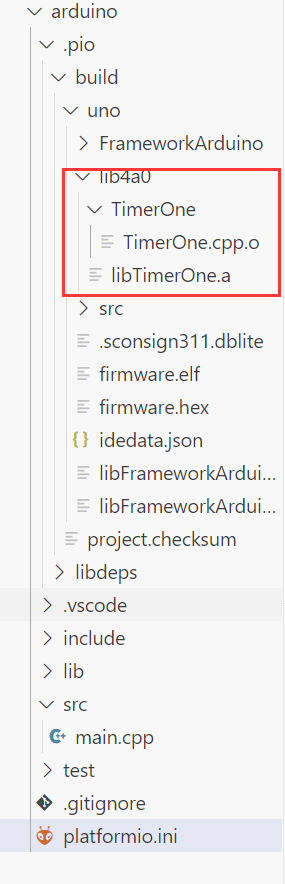 arduino
.pio
build
uno
FrameworkArduino
lib4a0
TimerOne
TimerOne.cpp.o
libTimerOne.a
src
.sconsign311.dblite
firmware.elf
firmware.hex
{} idedata.json
libFrameworkArdui...
libFrameworkArdui...
project.checksum
libdeps
.vscode
include
lib
src
main.cpp
test
.gitignore
platformio.ini